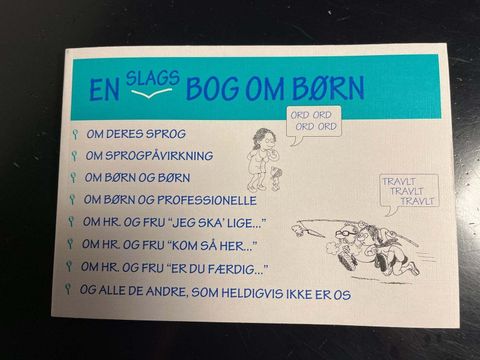 EN SLAGS BOG OM BØRN
ORD ORD
ORD ORD
OM DERES SPROG
OM SPROGPÅVIRKNING
OM BØRN OG BØRN
OM BØRN OG PROFESSIONELLE
TRAVLT
TRAVLT
TRAVLT
OM HR. OG FRU "JEG SKA' LIGE..."
OM HR. OG FRU "KOM SÅ HER..."
OM HR. OG FRU "ER DU FÆRDIG..."
OG ALLE DE ANDRE, SOM HELDIGVIS IKKE ER OS